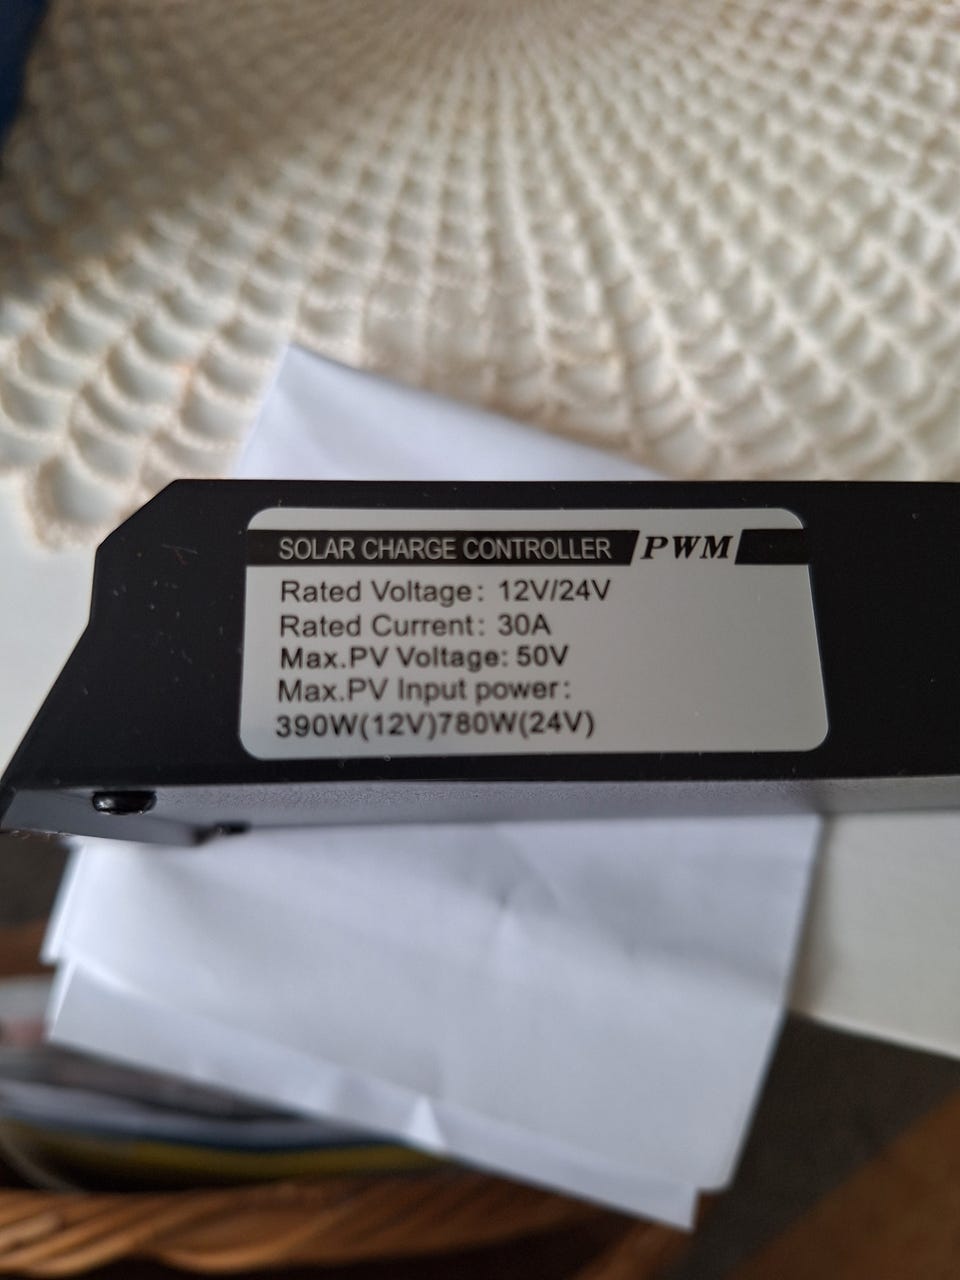 SOLAR CHARGE CONTROLLER PWM
Rated Voltage: 12V/24V
Rated Current: 30A
Max.PV Voltage: 50V
Max.PV Input power:
390W(12V)780W(24V)